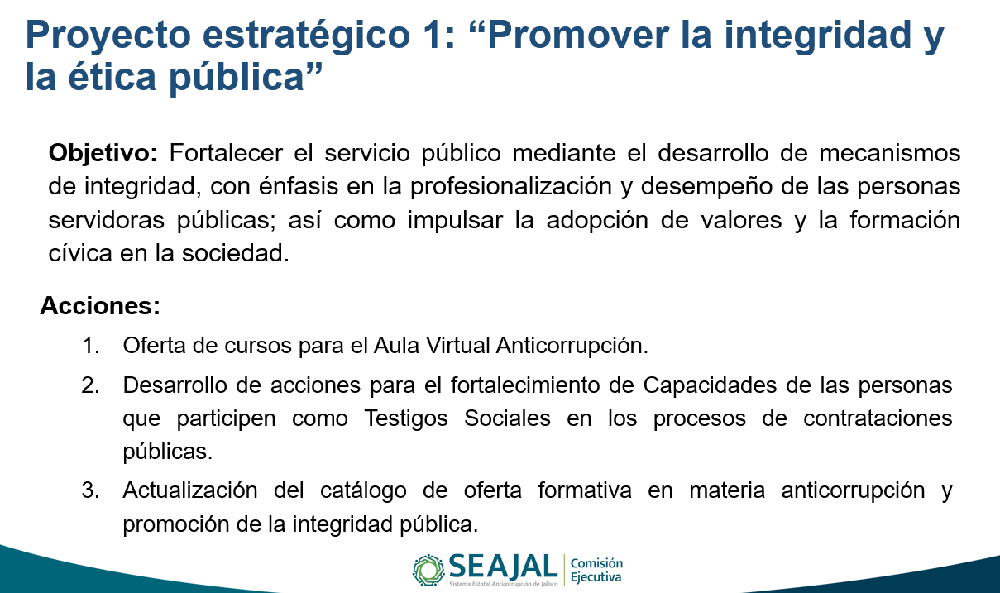 Proyecto estratégico 1: “Promover la integridad y
la ética pública”
Objetivo: Fortalecer el servicio público mediante el desarrollo de mecanismos
de integridad, con énfasis en la profesionalización y desempeño de las personas
servidoras públicas; así como impulsar la adopción de valores y la formación
cívica en la sociedad.
Acciones:
1. Oferta de cursos para el Aula Virtual Anticorrupción.
2. Desarrollo de acciones para el fortalecimiento de Capacidades de las personas
que participen como Testigos Sociales en los procesos de contrataciones
públicas.
3. Actualización del catálogo de oferta formativa en materia anticorrupción y
promoción de la integridad pública.
SEAJAL
Sistema Estatal Anticorrupción de Jalisco
Comisión
Ejecutiva